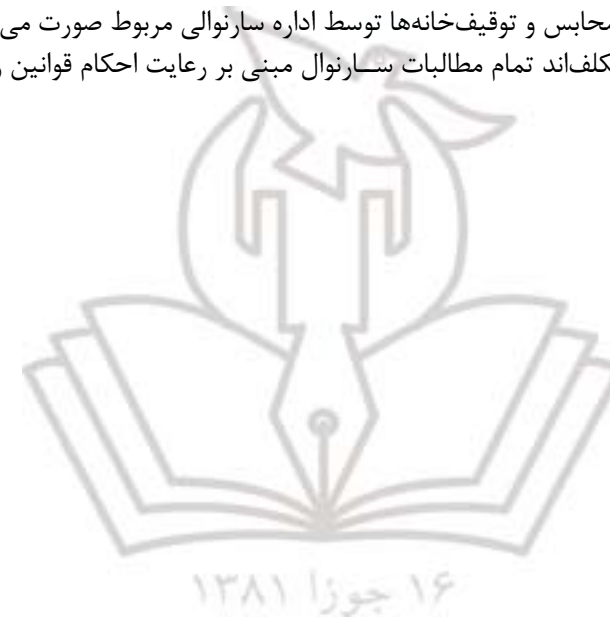 محابس و توقیف‌خانه‌ها توسط اداره سارنوالی مربوط صورت می
کلف‌اند تمام مطالبات ســارنوال مبنی بر رعایت احکام قوانین و
۱۶ جوزا ۱۳۸۱